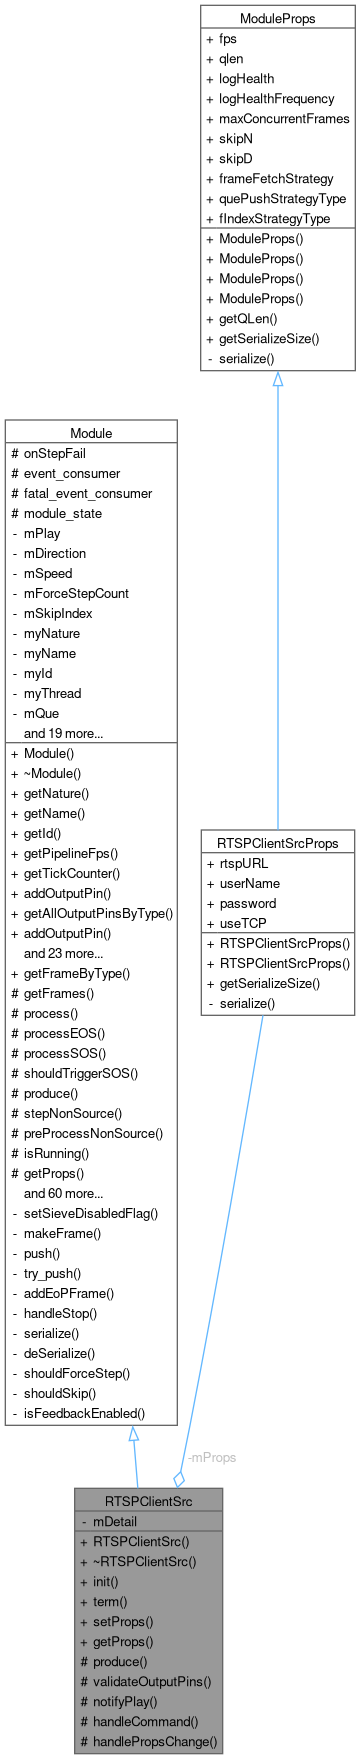 ModuleProps
+ fps
+ qlen
+ logHealth
+ logHealthFrequency
+ maxConcurrentFrames
+ skipN
+ skipD
+ frameFetchStrategy
+ quePushStrategyType
+ fIndexStrategyType
+ ModuleProps()
+ ModuleProps()
+ ModuleProps()
+ ModuleProps()
+ getQLen()
+ getSerializeSize()
- serialize()
Module
# onStepFail
# event_consumer
# fatal_event_consumer
# module_state
- mPlay
- mDirection
- mSpeed
- mForceStepCount
- mSkipIndex
- myNature
- myName
- myId
- myThread
- mQue
and 19 more...
+ Module()
+ ~Module()
+ getNature()
+ getName()
+ getId()
+ getPipelineFps()
+ getTickCounter()
+ addOutputPin()
+ getAllOutputPinsByType()
+ addOutputPin()
and 23 more...
+ getFrameByType()
# getFrames()
# process()
# processEOS()
# processSOS()
# shouldTriggerSOS()
# produce()
# stepNonSource()
# preProcessNonSource()
# isRunning()
# getProps()
and 60 more...
- setSieveDisabledFlag()
- makeFrame()
- push()
- try_push()
- addEoPFrame()
- handleStop()
- serialize()
- deSerialize()
- shouldForceStep()
- shouldSkip()
- isFeedbackEnabled()
RTSPClientSrcProps
+ rtspURL
+ userName
+ password
+ useTCP
+ RTSPClientSrcProps()
+ RTSPClientSrcProps()
+ getSerializeSize()
- serialize()
-mProps
RTSPClientSrc
- mDetail
+ RTSPClientSrc()
+ ~RTSPClientSrc()
+ init()
+ term()
+ setProps()
+ getProps()
# produce()
# validateOutputPins()
# notifyPlay()
# handleCommand()
# handlePropsChange()